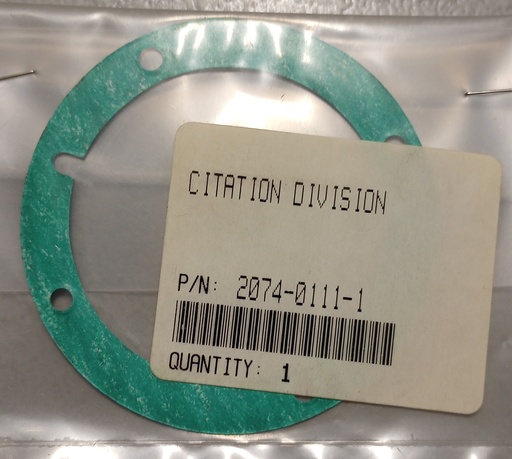 CITATION DIVISION
P/N: 2074-0111-1
QUANTITY: 1